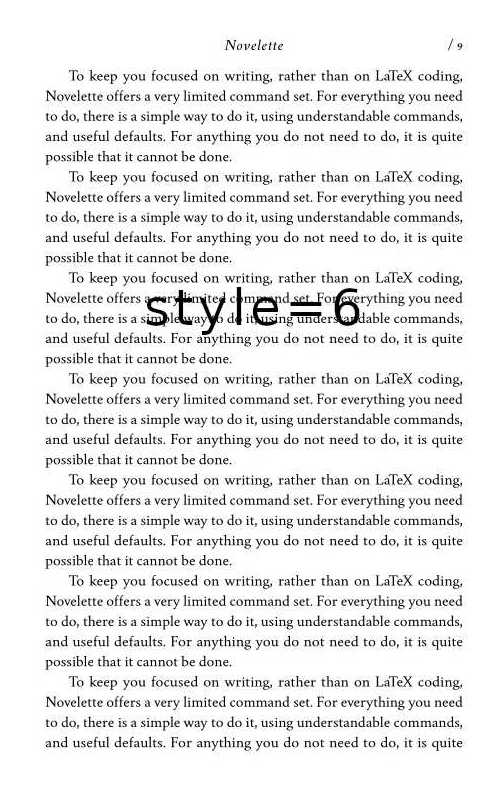 Novelette / 9
To keep you focused on writing, rather than on LaTeX coding,
Novelette offers a very limited command set. For everything you need
to do, there is a simple way to do it, using understandable commands,
and useful defaults. For anything you do not need to do, it is quite
possible that it cannot be done.
To keep you focused on writing, rather than on LaTeX coding,
Novelette offers a very limited command set. For everything you need
to do, there is a simple way to do it, using understandable commands,
and useful defaults. For anything you do not need to do, it is quite
possible that it cannot be done.
To keep you focused on writing, rather than on LaTeX coding,
Novelette offers a very limited command set. For everything you need
style=6
to do, there is a simple way to do it, using understandable commands,
and useful defaults. For anything you do not need to do, it is quite
possible that it cannot be done.
To keep you focused on writing, rather than on LaTeX coding,
Novelette offers a very limited command set. For everything you need
to do, there is a simple way to do it, using understandable commands,
and useful defaults. For anything you do not need to do, it is quite
possible that it cannot be done.
To keep you focused on writing, rather than on LaTeX coding,
Novelette offers a very limited command set. For everything you need
to do, there is a simple way to do it, using understandable commands,
and useful defaults. For anything you do not need to do, it is quite
possible that it cannot be done.
To keep you focused on writing, rather than on LaTeX coding,
Novelette offers a very limited command set. For everything you need
to do, there is a simple way to do it, using understandable commands,
and useful defaults. For anything you do not need to do, it is quite
possible that it cannot be done.
To keep you focused on writing, rather than on LaTeX coding,
Novelette offers a very limited command set. For everything you need
to do, there is a simple way to do it, using understandable commands,
and useful defaults. For anything you do not need to do, it is quite